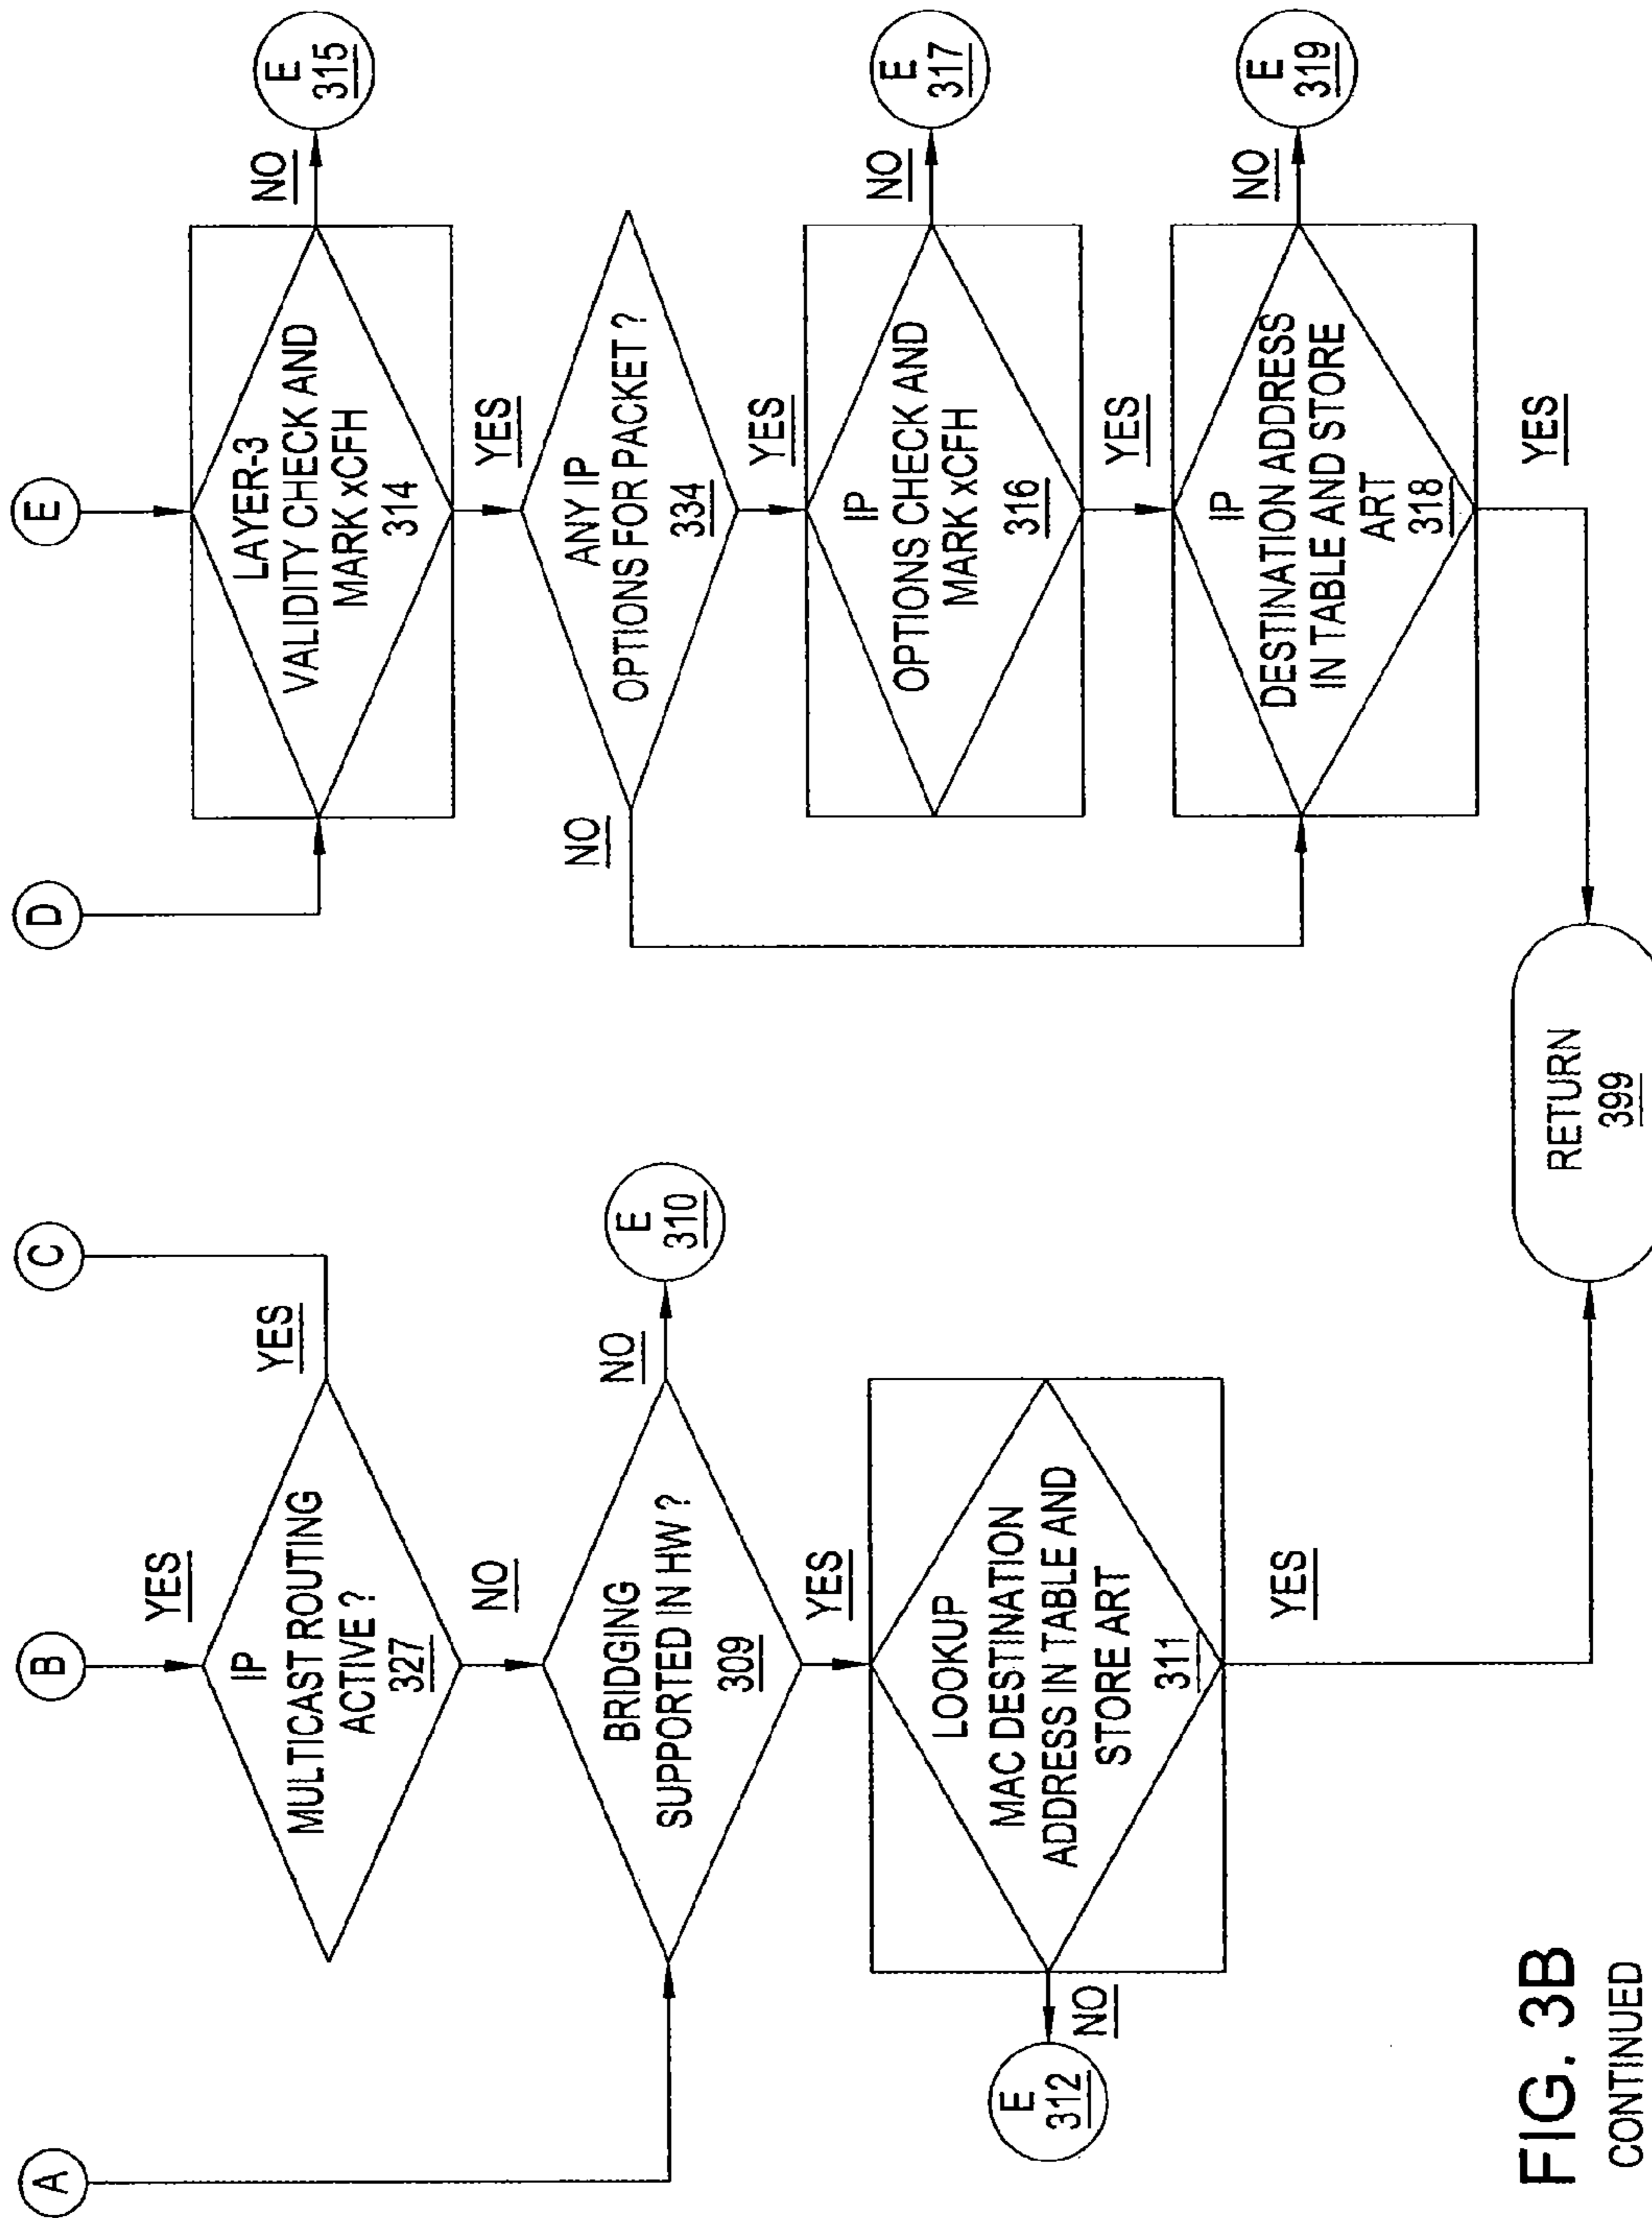 A
B
C
D
E
YES
IP
MULTICAST ROUTING
ACTIVE ?
327
YES
NO
BRIDGING
SUPPORTED IN HW ?
309
NO
E
310
YES
LOOKUP
MAC DESTINATION
ADDRESS IN TABLE AND
STORE ART
311
NO
E
312
YES
LAYER-3
VALIDITY CHECK AND
MARK xCFH
314
NO
E
315
YES
ANY IP
OPTIONS FOR PACKET ?
334
NO
YES
IP
OPTIONS CHECK AND
MARK xCFH
316
NO
E
317
YES
IP
DESTINATION ADDRESS
IN TABLE AND STORE
ART
318
NO
E
319
YES
RETURN
399
FIG. 3B
CONTINUED